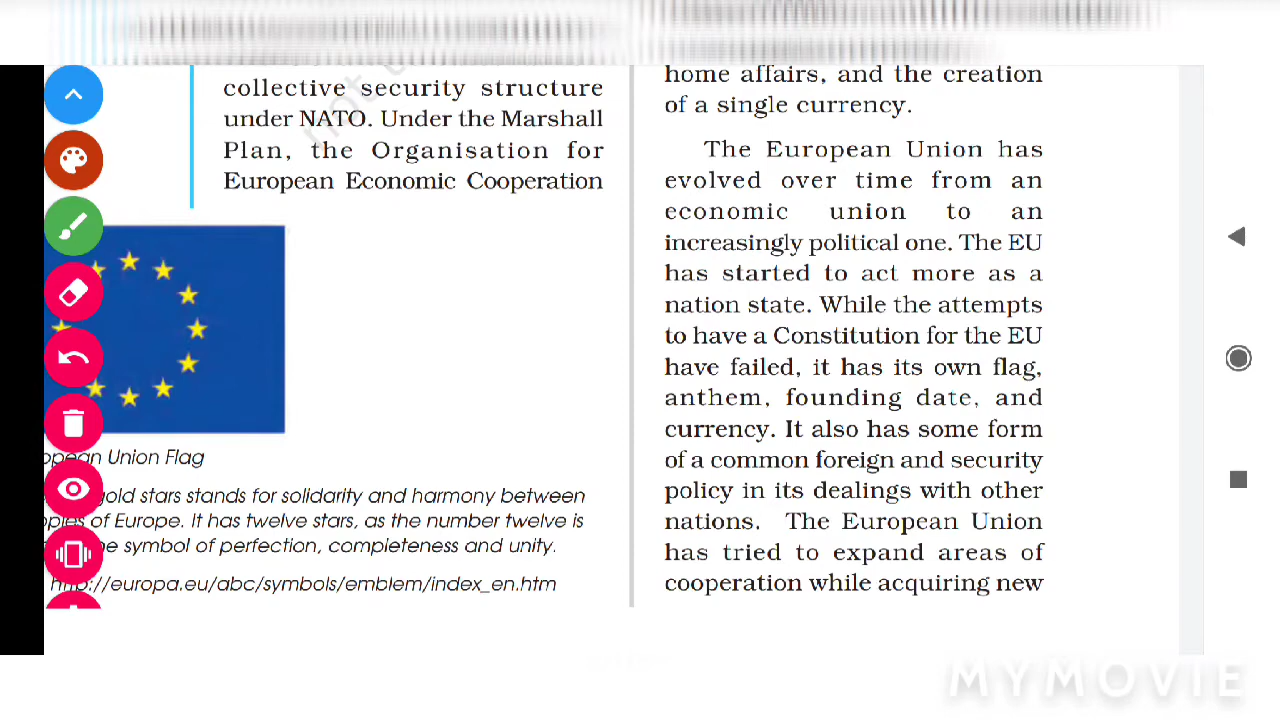 collective security structure
under NATO. Under the Marshall
Plan, the Organisation for
European Economic Cooperation
opean Union Flag
gold stars stands for solidarity and harmony between
oples of Europe. It has twelve stars, as the number twelve is
he symbol of perfection, completeness and unity.
http://europa.eu/abc/symbols/emblem/index_en.htm
home affairs, and the creation
of a single currency.
The European Union has
evolved over time from an
economic union to an
increasingly political one. The EU
has started to act more as a
nation state. While the attempts
to have a Constitution for the EU
have failed, it has its own flag,
anthem, founding date, and
currency. It also has some form
of a common foreign and security
policy in its dealings with other
nations. The European Union
has tried to expand areas of
cooperation while acquiring new
MYMOVIE